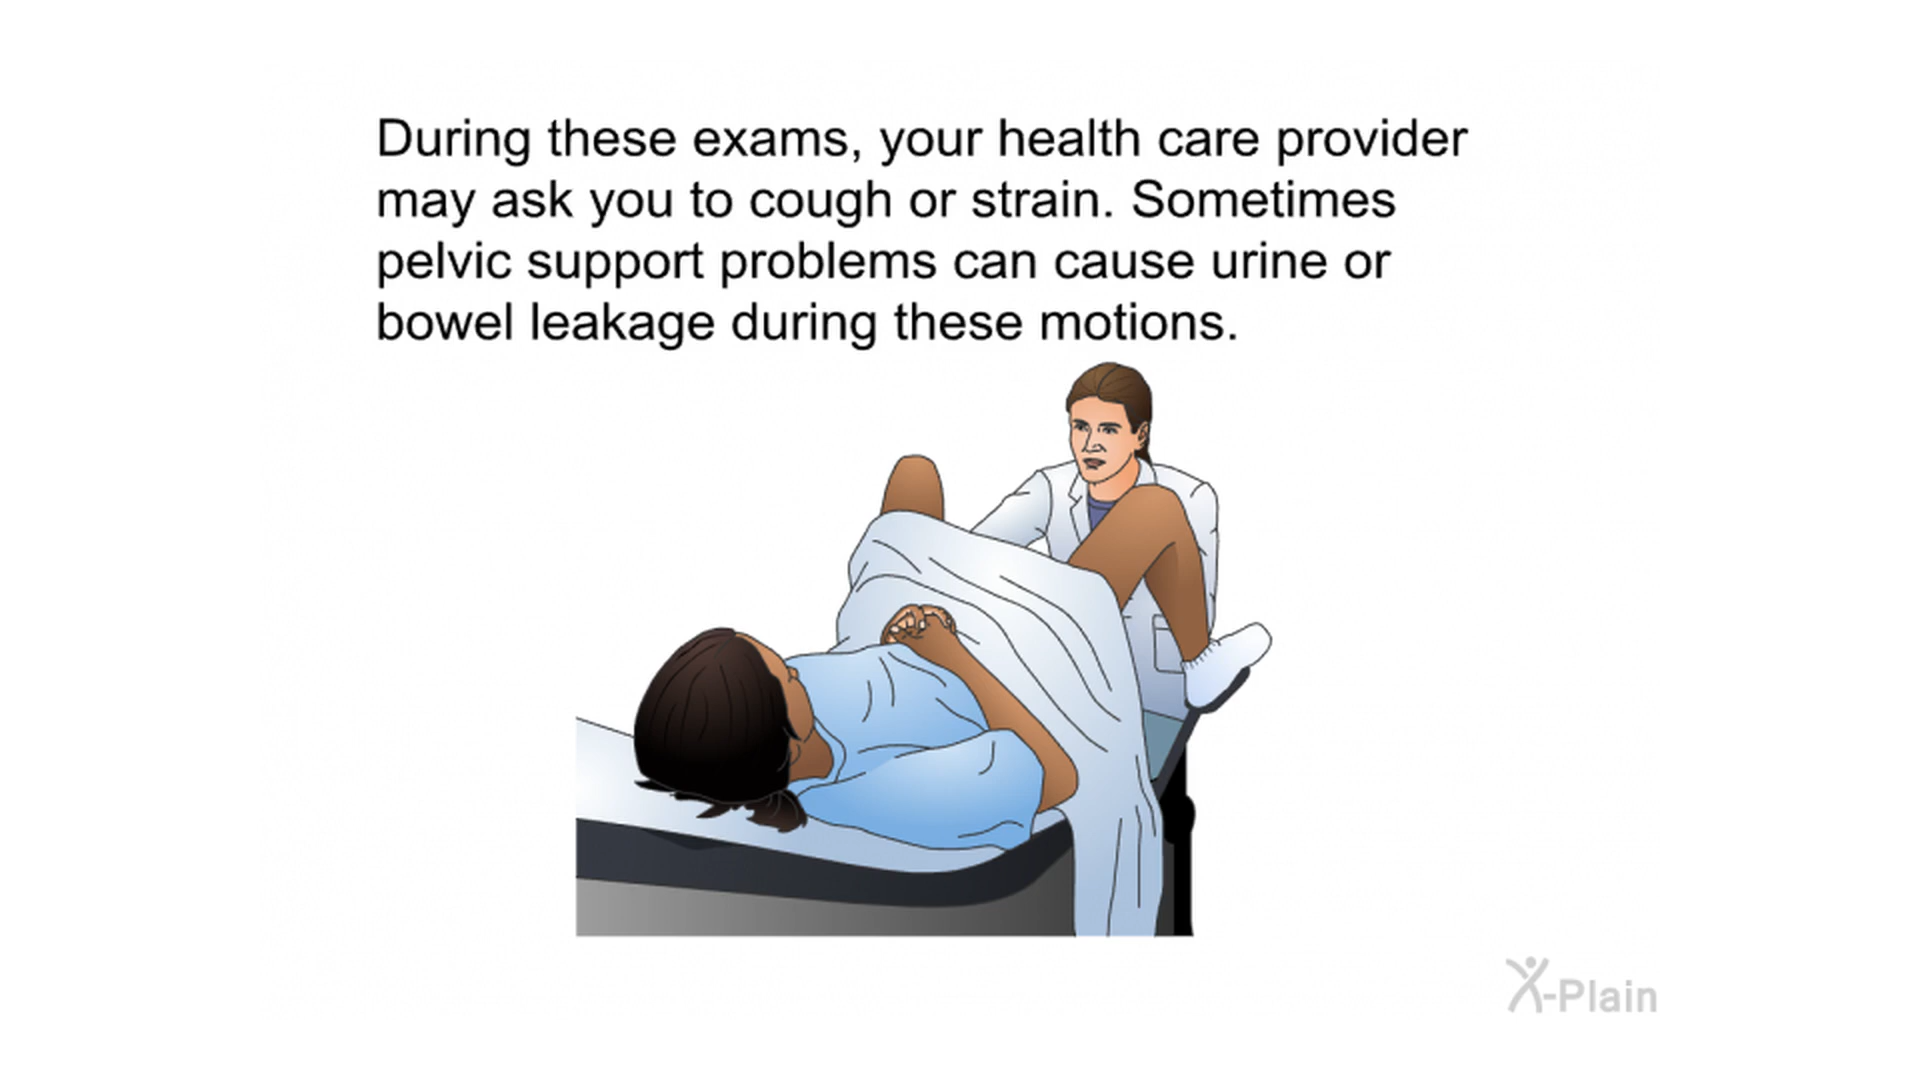 During these exams, your health care provider
may ask you to cough or strain. Sometimes
pelvic support problems can cause urine or
bowel leakage during these motions.
X-Plain